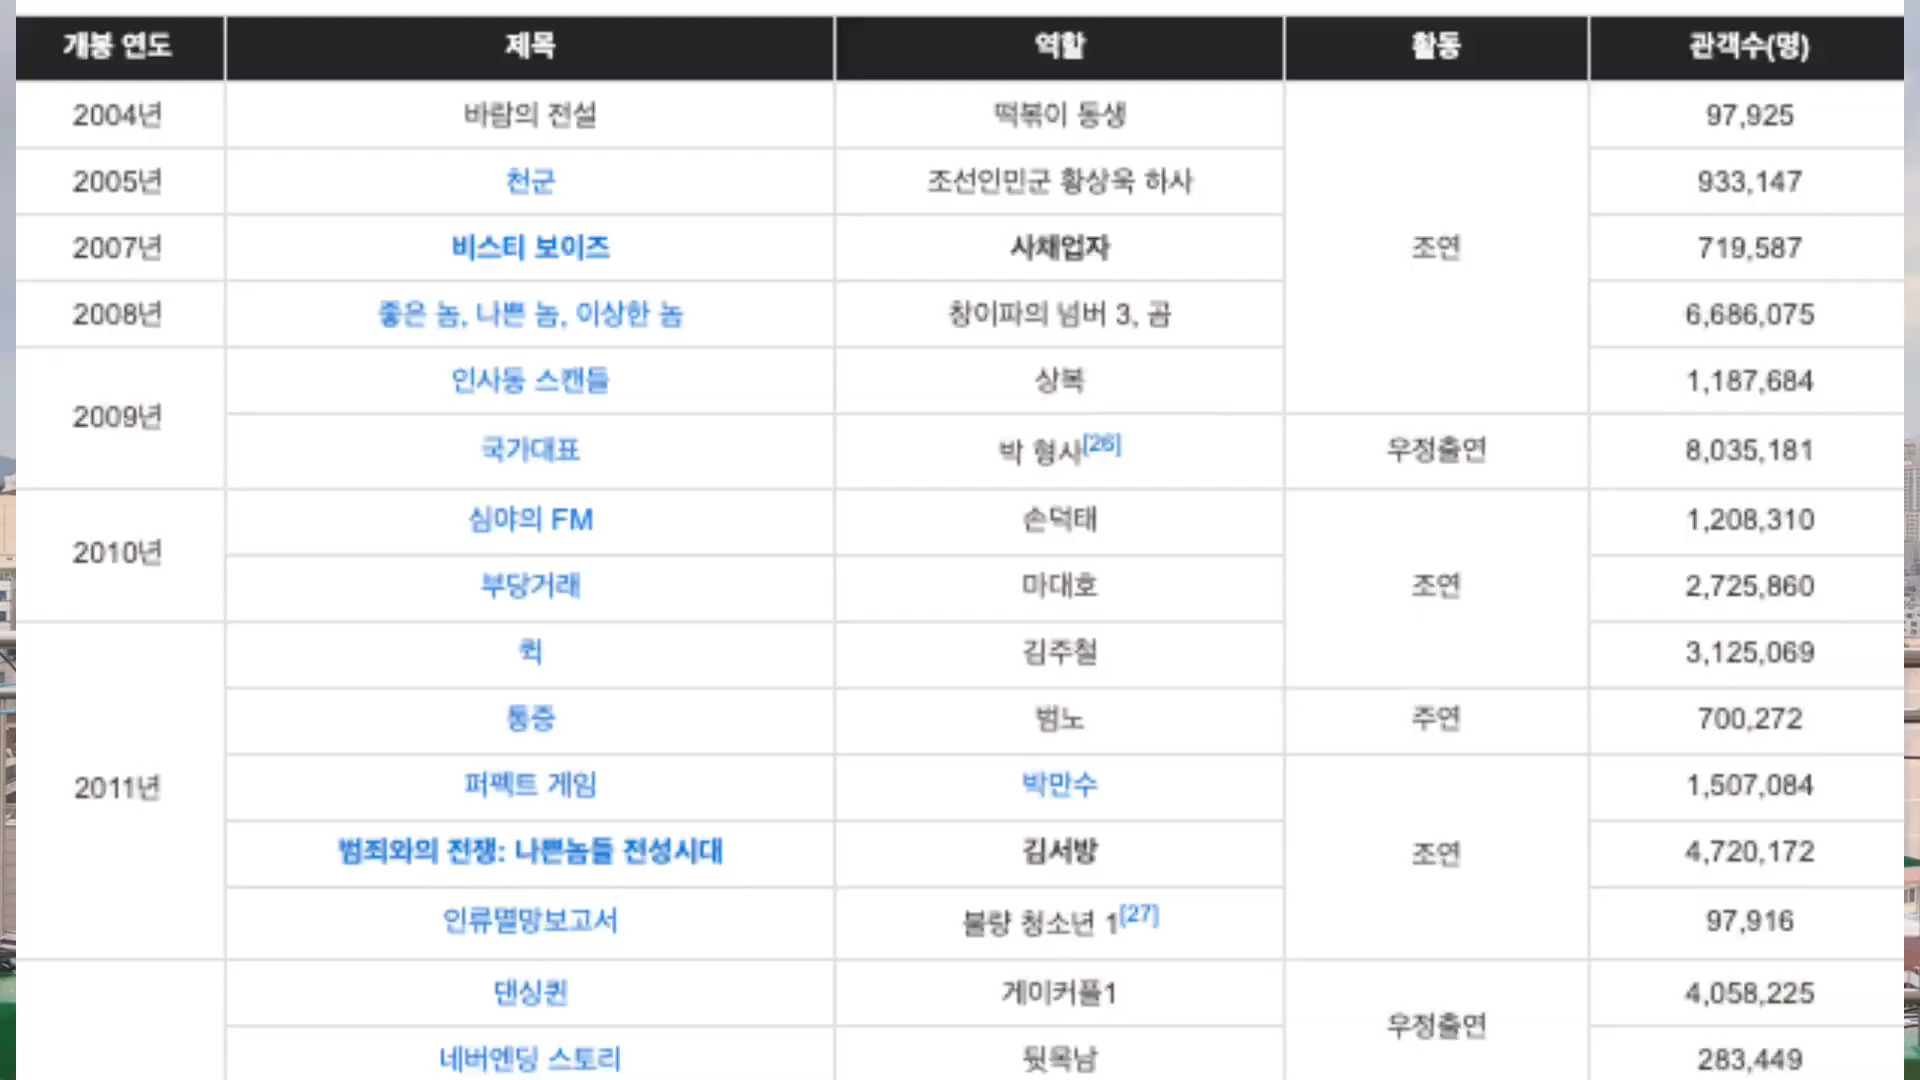 개봉 연도 제목 역할 활동 관객수(명)
2004년 바람의 전설 떡볶이 동생 97,925
2005년 천군 조선인민군 황상욱 하사 933,147
2007년 비스티 보이즈 사채업자 조연 719,587
2008년 좋은 놈, 나쁜 놈, 이상한 놈 창이파의 넘버 3, 곰 6,686,075
2009년 인사동 스캔들 상복 1,187,684
국가대표 박 형사[26] 우정출연 8,035,181
2010년 심야의 FM 손덕태 1,208,310
부당거래 마대호 조연 2,725,860
2011년 퀵 김주철 3,125,069
통증 범노 주연 700,272
퍼펙트 게임 박만수 1,507,084
범죄와의 전쟁: 나쁜놈들 전성시대 김서방 조연 4,720,172
인류멸망보고서 불량 청소년 1[27] 97,916
댄싱퀸 게이커플1 우정출연 4,058,225
네버엔딩 스토리 뒷목남 283,449